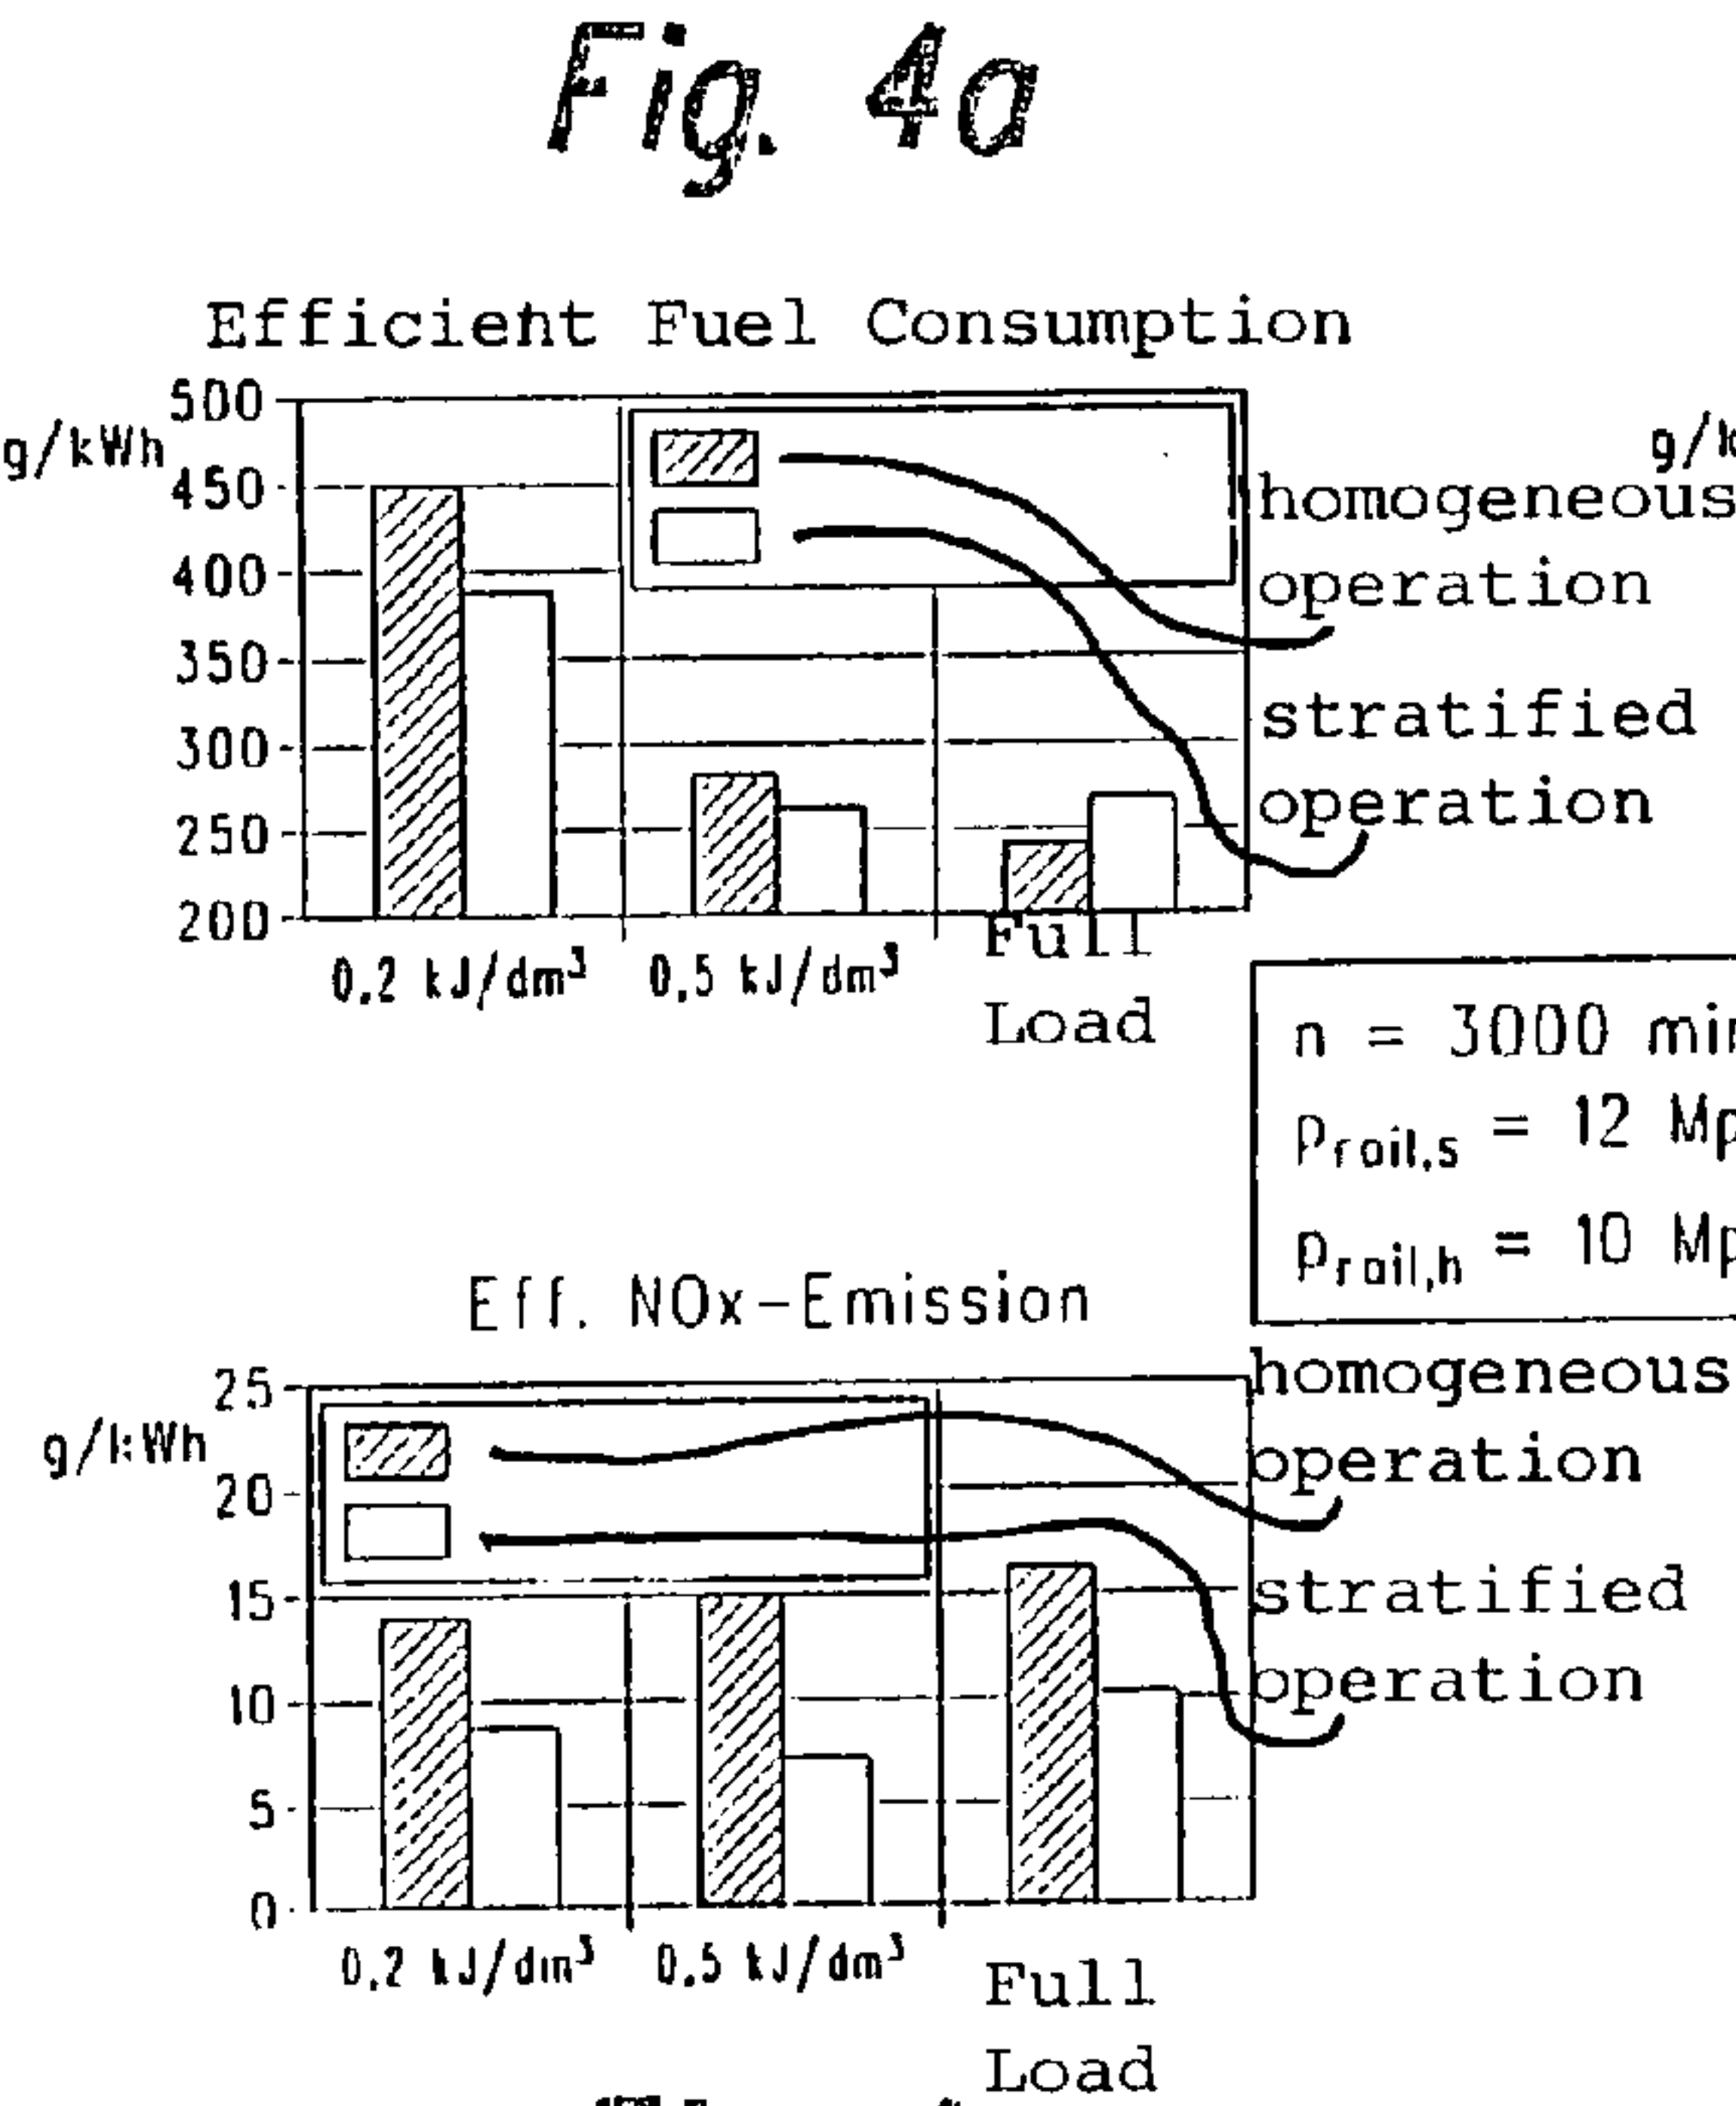 Fig. 4a
Efficient Fuel Consumption
g/kWh
500
450
400
350
300
250
200
homogeneous
operation
stratified
operation
0,2 kJ/dm³ 0,5 kJ/dm³ Full
Load
n = 3000
p_rail,s = 12
p_rail,h = 10
Eff. NOx-Emission
g/kWh
25
20
15
10
5
0
homogeneous
operation
stratified
operation
0,2 kJ/dm³ 0,5 kJ/dm³ Full
Load